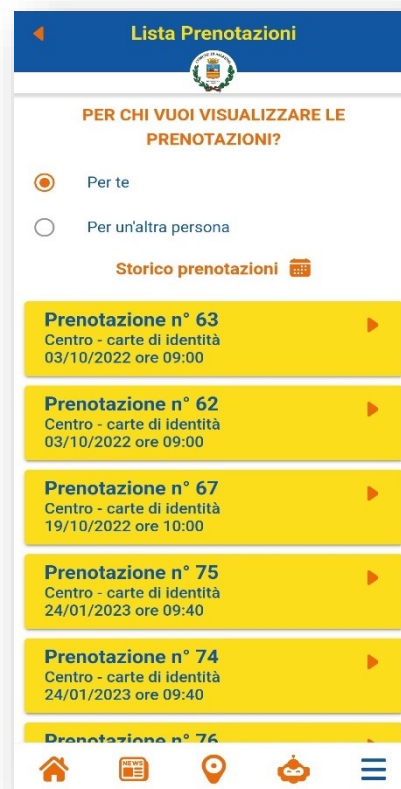 Lista Prenotazioni
PER CHI VUOI VISUALIZZARE LE
PRENOTAZIONI?
Per te
Per un'altra persona
Storico prenotazioni
Prenotazione n° 63
Centro - carte di identità
03/10/2022 ore 09:00
Prenotazione n° 62
Centro - carte di identità
03/10/2022 ore 09:00
Prenotazione n° 67
Centro - carte di identità
19/10/2022 ore 10:00
Prenotazione n° 75
Centro - carte di identità
24/01/2023 ore 09:40
Prenotazione n° 74
Centro - carte di identità
24/01/2023 ore 09:40
Prenotazione n° 76
NEWS